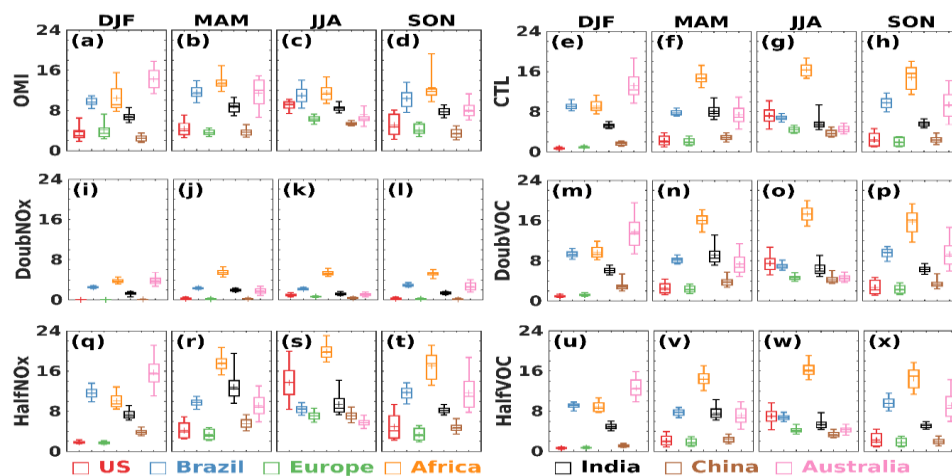 DJF MAM JJA SON DJF MAM JJA SON
OMI 24 16 8 0 (a) (b) (c) (d) CTL 24 16 8 0 (e) (f) (g) (h)
DoubNOx 24 16 8 0 (i) (j) (k) (l) DoubVOC 24 16 8 0 (m) (n) (o) (p)
HalfNOx 24 16 8 0 (q) (r) (s) (t) HalfVOC 24 16 8 0 (u) (v) (w) (x)
US Brazil Europe Africa India China Australia